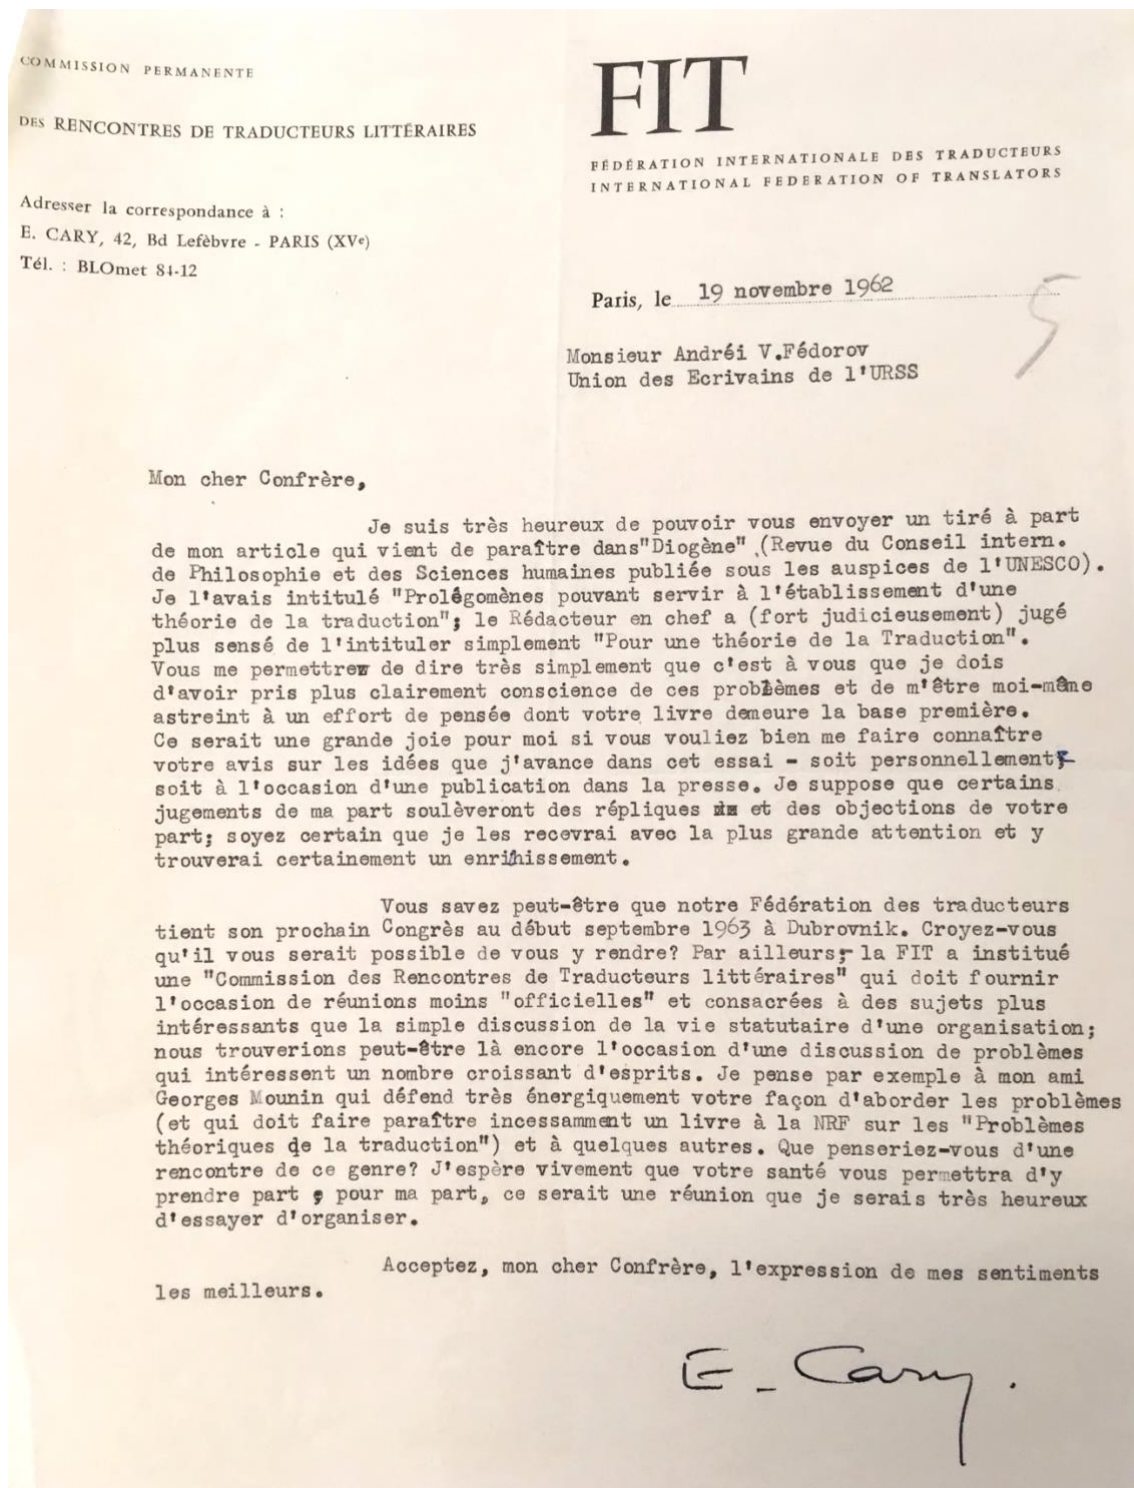 COMMISSION PERMANENTE
DES RENCONTRES DE TRADUCTEURS LITTÉRAIRES
Adresser la correspondance à :
E. CARY, 42, Bd Lefèbvre - PARIS (XVe)
Tél. : BLOmet 84-12
FIT
FÉDÉRATION INTERNATIONALE DES TRADUCTEURS
INTERNATIONAL FEDERATION OF TRANSLATORS
Paris, le 19 novembre 1962
5
Monsieur Andréi V.Fédorov
Union des Ecrivains de l'URSS
Mon cher Confrère,
Je suis très heureux de pouvoir vous envoyer un tiré à part
de mon article qui vient de paraître dans"Diogène" (Revue du Conseil intern.
de Philosophie et des Sciences humaines publiée sous les auspices de l'UNESCO).
Je l'avais intitulé "Prolégomènes pouvant servir à l'établissement d'une
théorie de la traduction"; le Rédacteur en chef a (fort judicieusement) jugé
plus sensé de l'intituler simplement "Pour une théorie de la Traduction".
Vous me permettrez de dire très simplement que c'est à vous que je dois
d'avoir pris plus clairement conscience de ces problèmes et de m'être moi-même
astreint à un effort de pensée dont votre livre demeure la base première.
Ce serait une grande joie pour moi si vous vouliez bien me faire connaître
votre avis sur les idées que j'avance dans cet essai - soit personnellement,
soit à l'occasion d'une publication dans la presse. Je suppose que certains
jugements de ma part soulèveront des répliques et des objections de votre
part; soyez certain que je les recevrai avec la plus grande attention et y
trouverai certainement un enrihissement.
Vous savez peut-être que notre Fédération des traducteurs
tient son prochain Congrès au début septembre 1963 à Dubrovnik. Croyez-vous
qu'il vous serait possible de vous y rendre? Par ailleurs, la FIT a institué
une "Commission des Rencontres de Traducteurs littéraires" qui doit fournir
l'occasion de réunions moins "officielles" et consacrées à des sujets plus
intéressants que la simple discussion de la vie statutaire d'une organisation;
nous trouverions peut-être là encore l'occasion d'une discussion de problèmes
qui intéressent un nombre croissant d'esprits. Je pense par exemple à mon ami
Georges Mounin qui défend très énergiquement votre façon d'aborder les problèmes
(et qui doit faire paraître incessamment un livre à la NRF sur les "Problèmes
théoriques de la traduction") et à quelques autres. Que penseriez-vous d'une
rencontre de ce genre? J'espère vivement que votre santé vous permettra d'y
prendre part ; pour ma part, ce serait une réunion que je serais très heureux
d'essayer d'organiser.
Acceptez, mon cher Confrère, l'expression de mes sentiments
les meilleurs.
E - Cary.